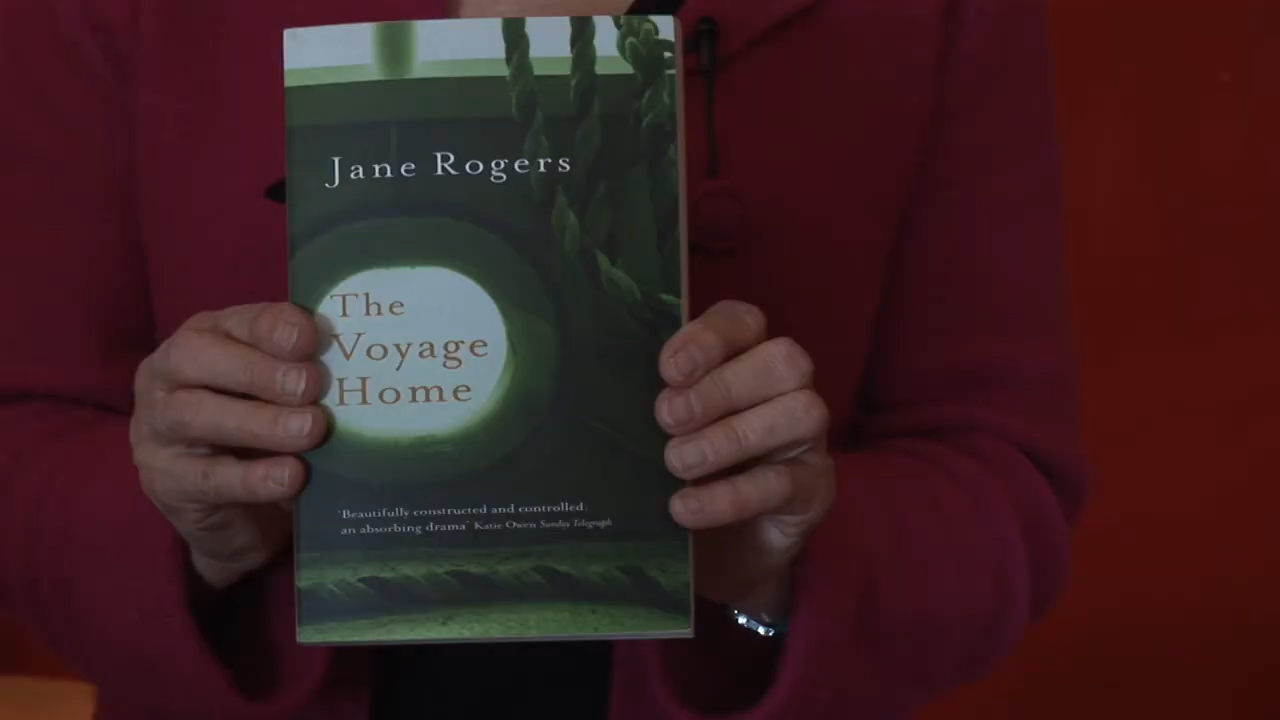 Jane Rogers
The
Voyage
Home
'Beautifully constructed and controlled:
an absorbing drama' Katie Owen Sunday Telegraph